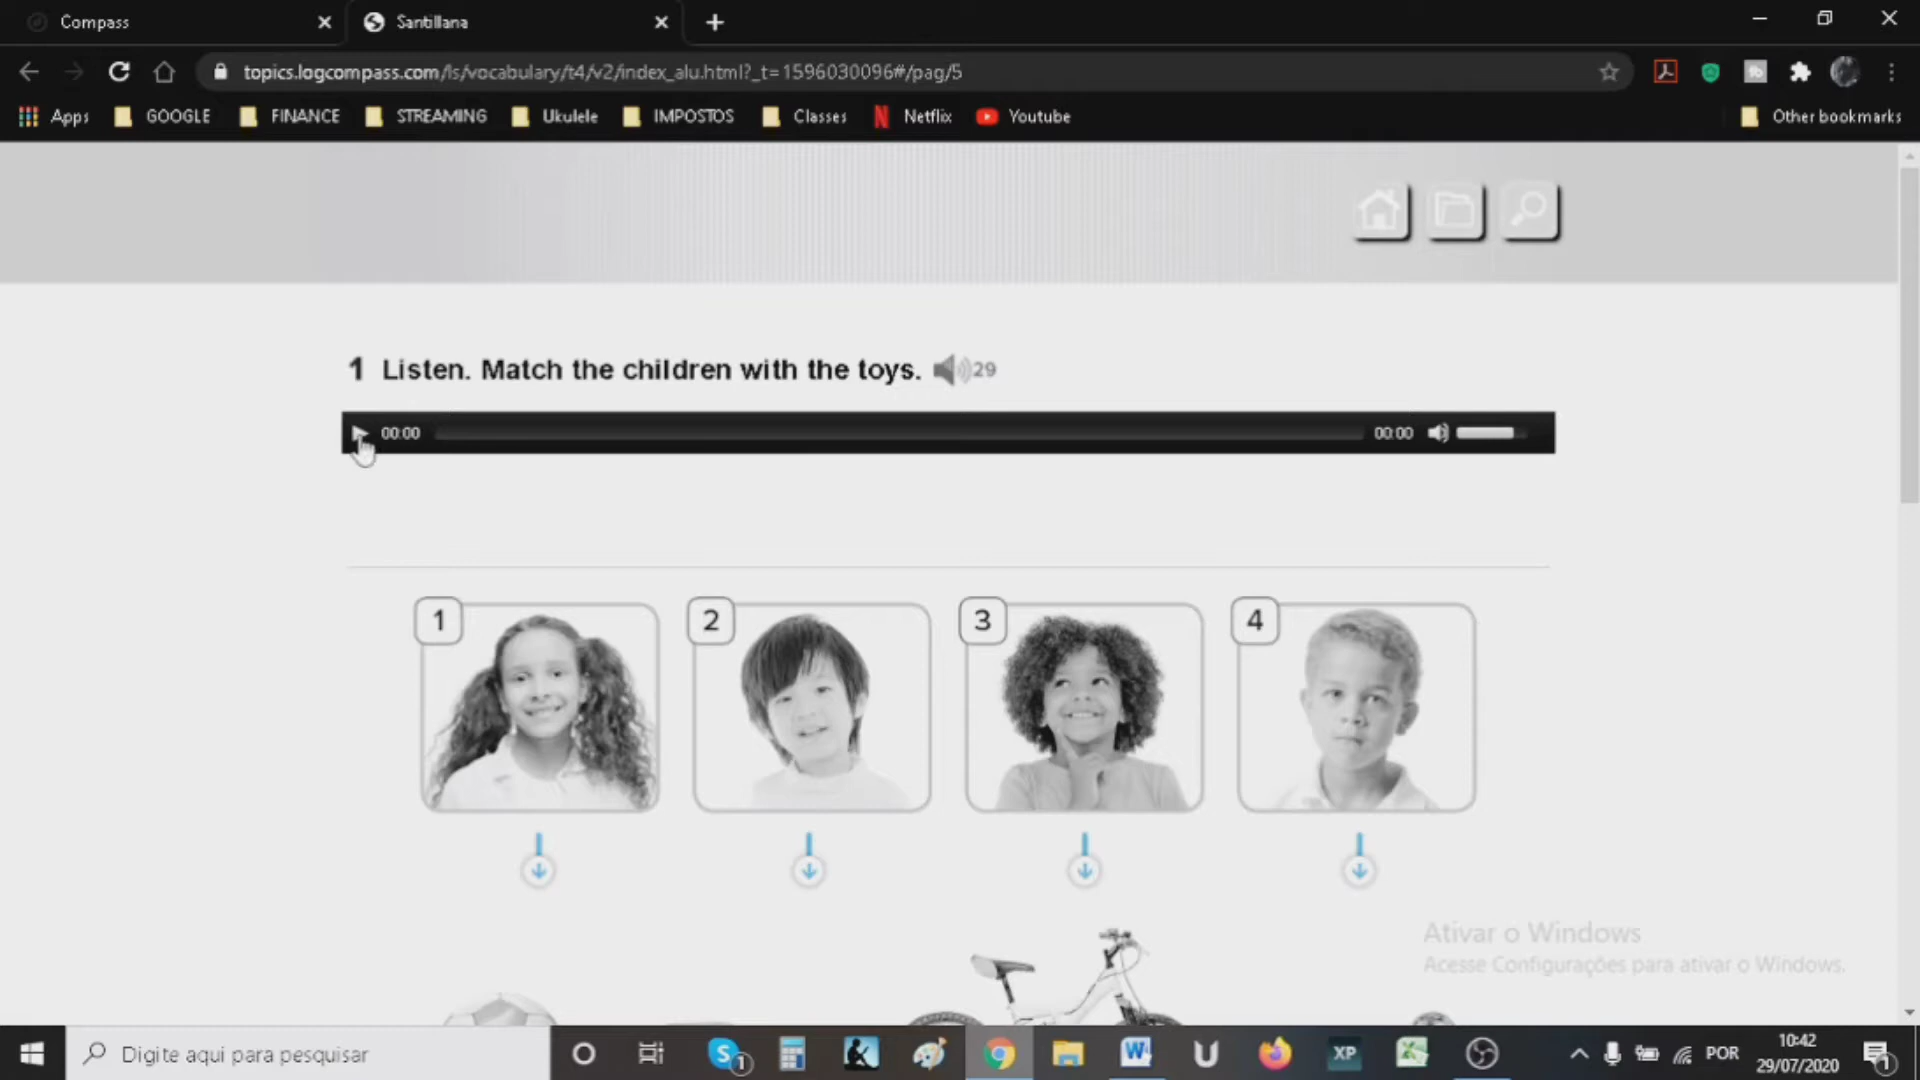 Compass
Santillana
topics.logcompass.com/ls/vocabulary/t4/v2/index_alu.html?_t=1596030096#/pag/5
Apps GOOGLE FINANCE STREAMING Ukulele IMPOSTOS Classes Netflix Youtube Other bookmarks
1 Listen. Match the children with the toys. 29
00:00 00:00
1 2 3 4
Ativar o Windows
Acesse Configurações para ativar o Windows.
Digite aqui para pesquisar
S 1 W U XP X POR 10:42 1
29/07/2020